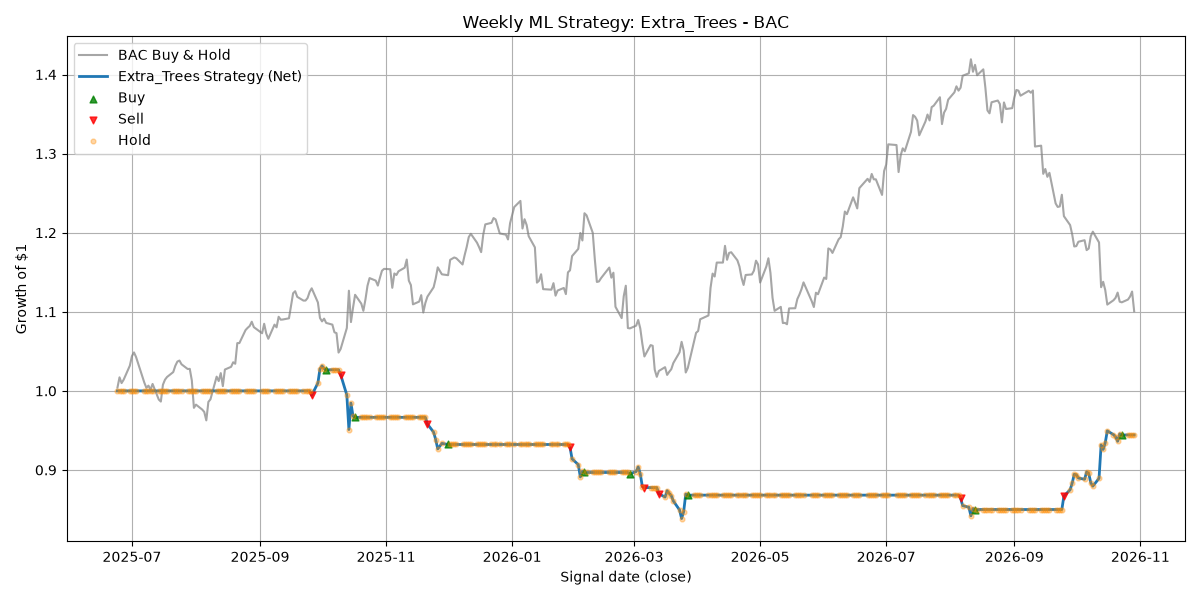 Weekly ML Strategy: Extra_Trees - BAC
BAC Buy & Hold
Extra_Trees Strategy (Net)
Buy
Sell
Hold
Growth of $1
1.4
1.3
1.2
1.1
1.0
0.9
2025-07
2025-09
2025-11
2026-01
2026-03
2026-05
2026-07
2026-09
2026-11
Signal date (close)